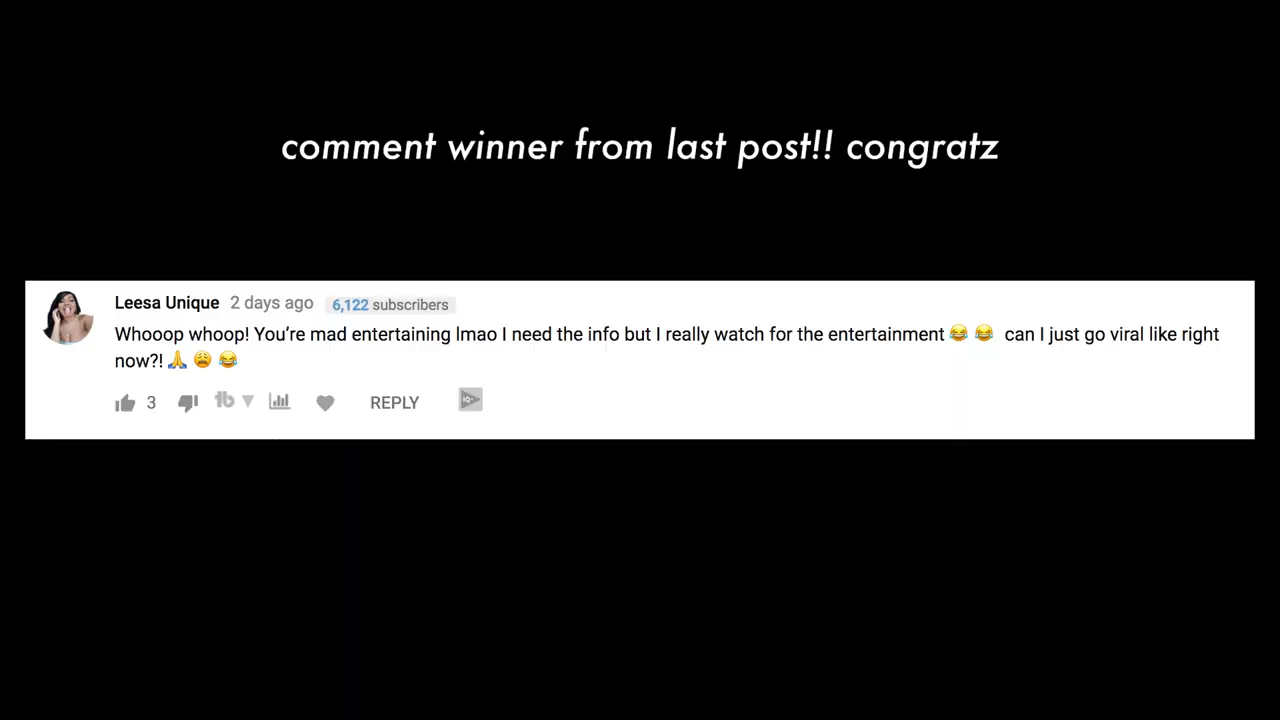 comment winner from last post!! congratz
Leesa Unique 2 days ago 6,122 subscribers
Whooop whoop! You’re mad entertaining lmao I need the info but I really watch for the entertainment 😂 😂 can I just go viral like right
now?! 🙏 😩 😂
3 tb REPLY IQ